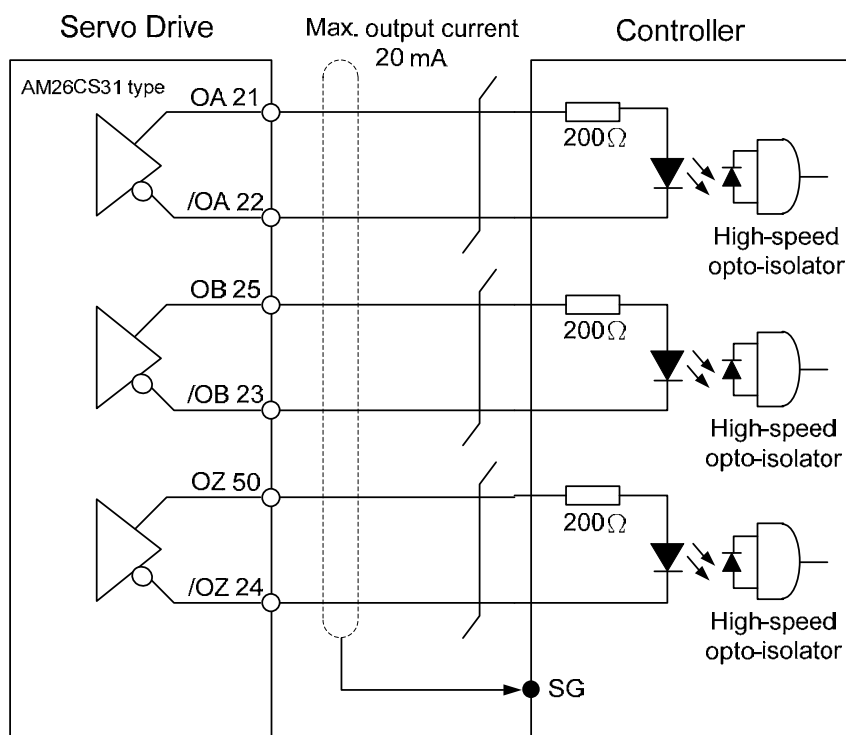 Servo Drive
Max. output current
20 mA
Controller
AM26CS31 type
OA 21
200Ω
/OA 22
High-speed
opto-isolator
OB 25
200Ω
/OB 23
High-speed
opto-isolator
OZ 50
200Ω
/OZ 24
High-speed
opto-isolator
SG